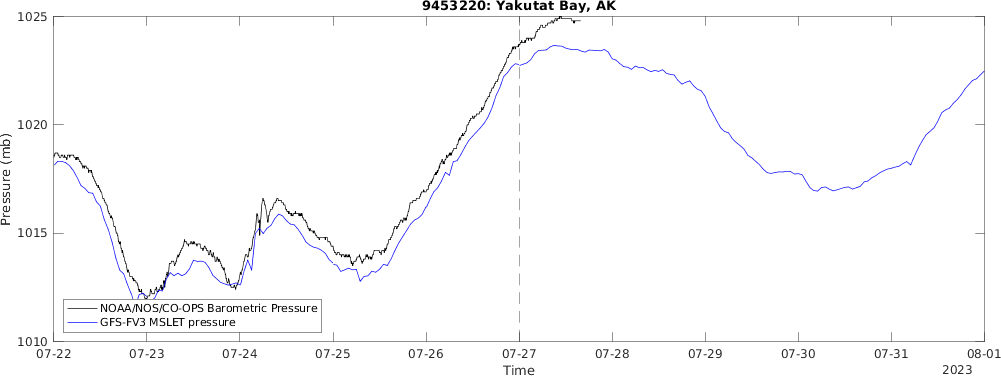 9453220: Yakutat Bay, AK
1025
1020
1015
1010
Pressure (mb)
NOAA/NOS/CO-OPS Barometric Pressure
GFS-FV3 MSLET pressure
07-22 07-23 07-24 07-25 07-26 07-27 07-28 07-29 07-30 07-31 08-01
Time
2023